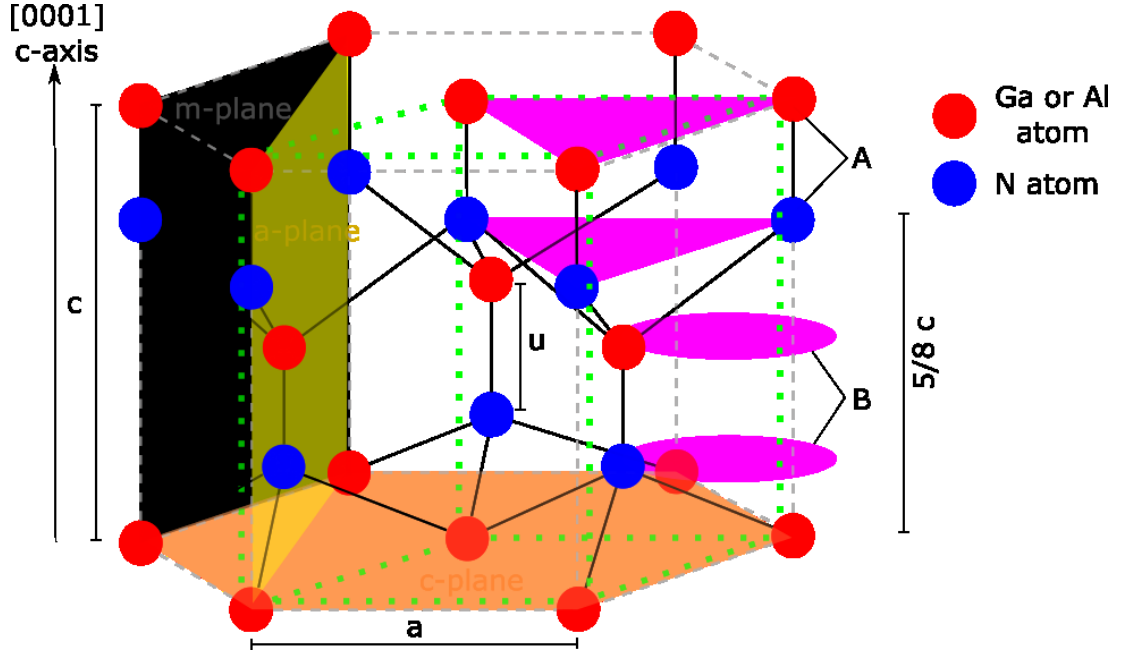 [0001]
c-axis
m-plane
Ga or Al
atom
A
N atom
a-plane
c
u
5/8 c
B
c-plane
a